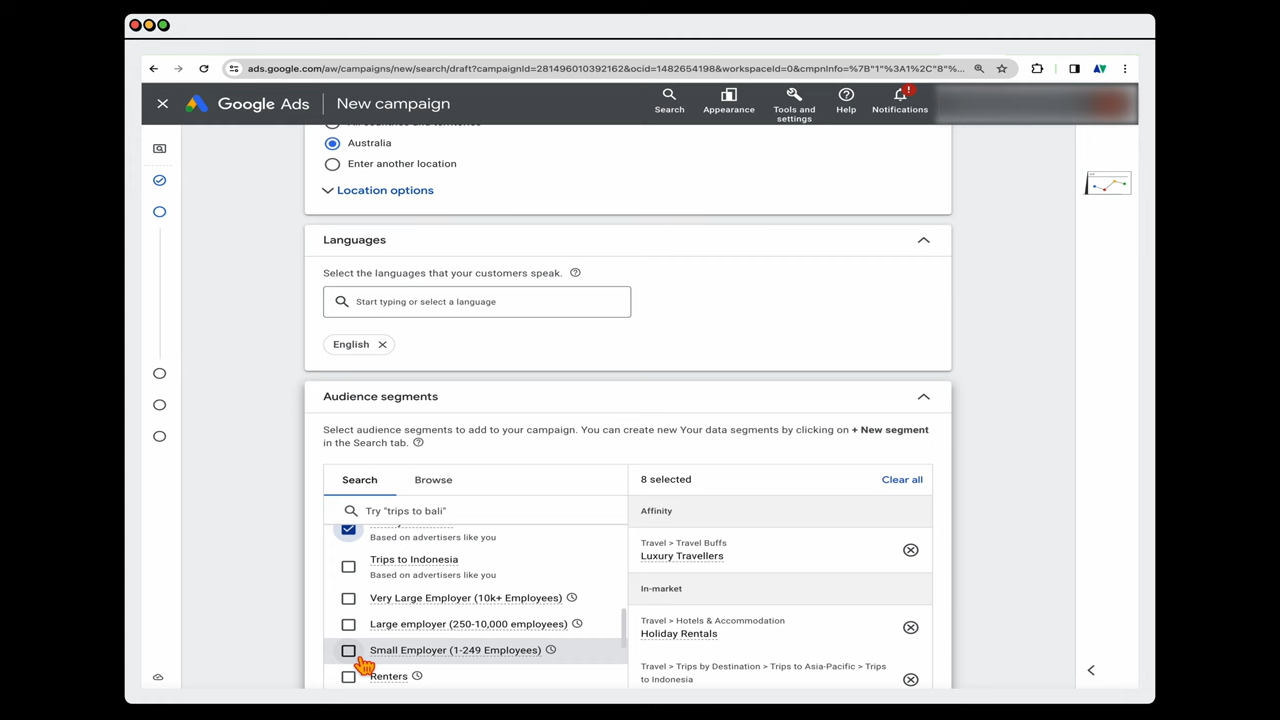 ads.google.com/aw/campaigns/new/search/draft?campaignId=281496010392162&ocid=1482654198&workspaceId=0&cmpnInfo=%7B"1"%3A1%2C"8"%...
Google Ads
New campaign
Search
Appearance
Tools and
settings
Help
Notifications
!
Australia
Enter another location
Location options
Languages
Select the languages that your customers speak.
Start typing or select a language
English
Audience segments
Select audience segments to add to your campaign. You can create new Your data segments by clicking on + New segment
in the Search tab.
Search
Browse
8 selected
Clear all
Try "trips to bali"
Affinity
Based on advertisers like you
Travel > Travel Buffs
Luxury Travellers
Trips to Indonesia
Based on advertisers like you
In-market
Very Large Employer (10k+ Employees)
Travel > Hotels & Accommodation
Holiday Rentals
Large employer (250-10,000 employees)
Small Employer (1-249 Employees)
Travel > Trips by Destination > Trips to Asia-Pacific > Trips
to Indonesia
Renters